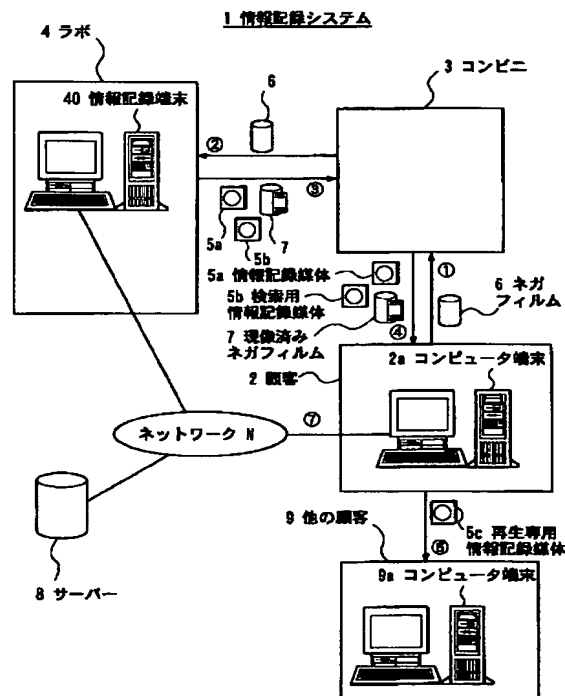 1 情報記録システム
4 ラボ
40 情報記録端末
3 コンビニ
6
②
③
5a
5b
7
5a 情報記録媒体
5b 検索用
情報記録媒体
7 現像済み
ネガフィルム
④
①
6 ネガ
フィルム
2 顧客
2a コンピュータ端末
ネットワーク N
⑦
8 サーバー
9 他の顧客
5c 再生専用
情報記録媒体
9a コンピュータ端末